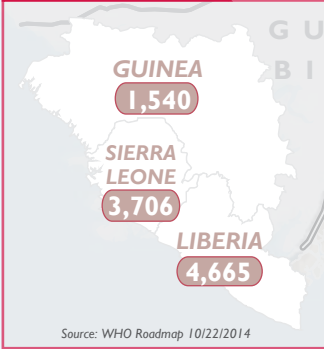 G U
B I
GUINEA
1,540
SIERRA
LEONE
3,706
LIBERIA
4,665
Source: WHO Roadmap 10/22/2014